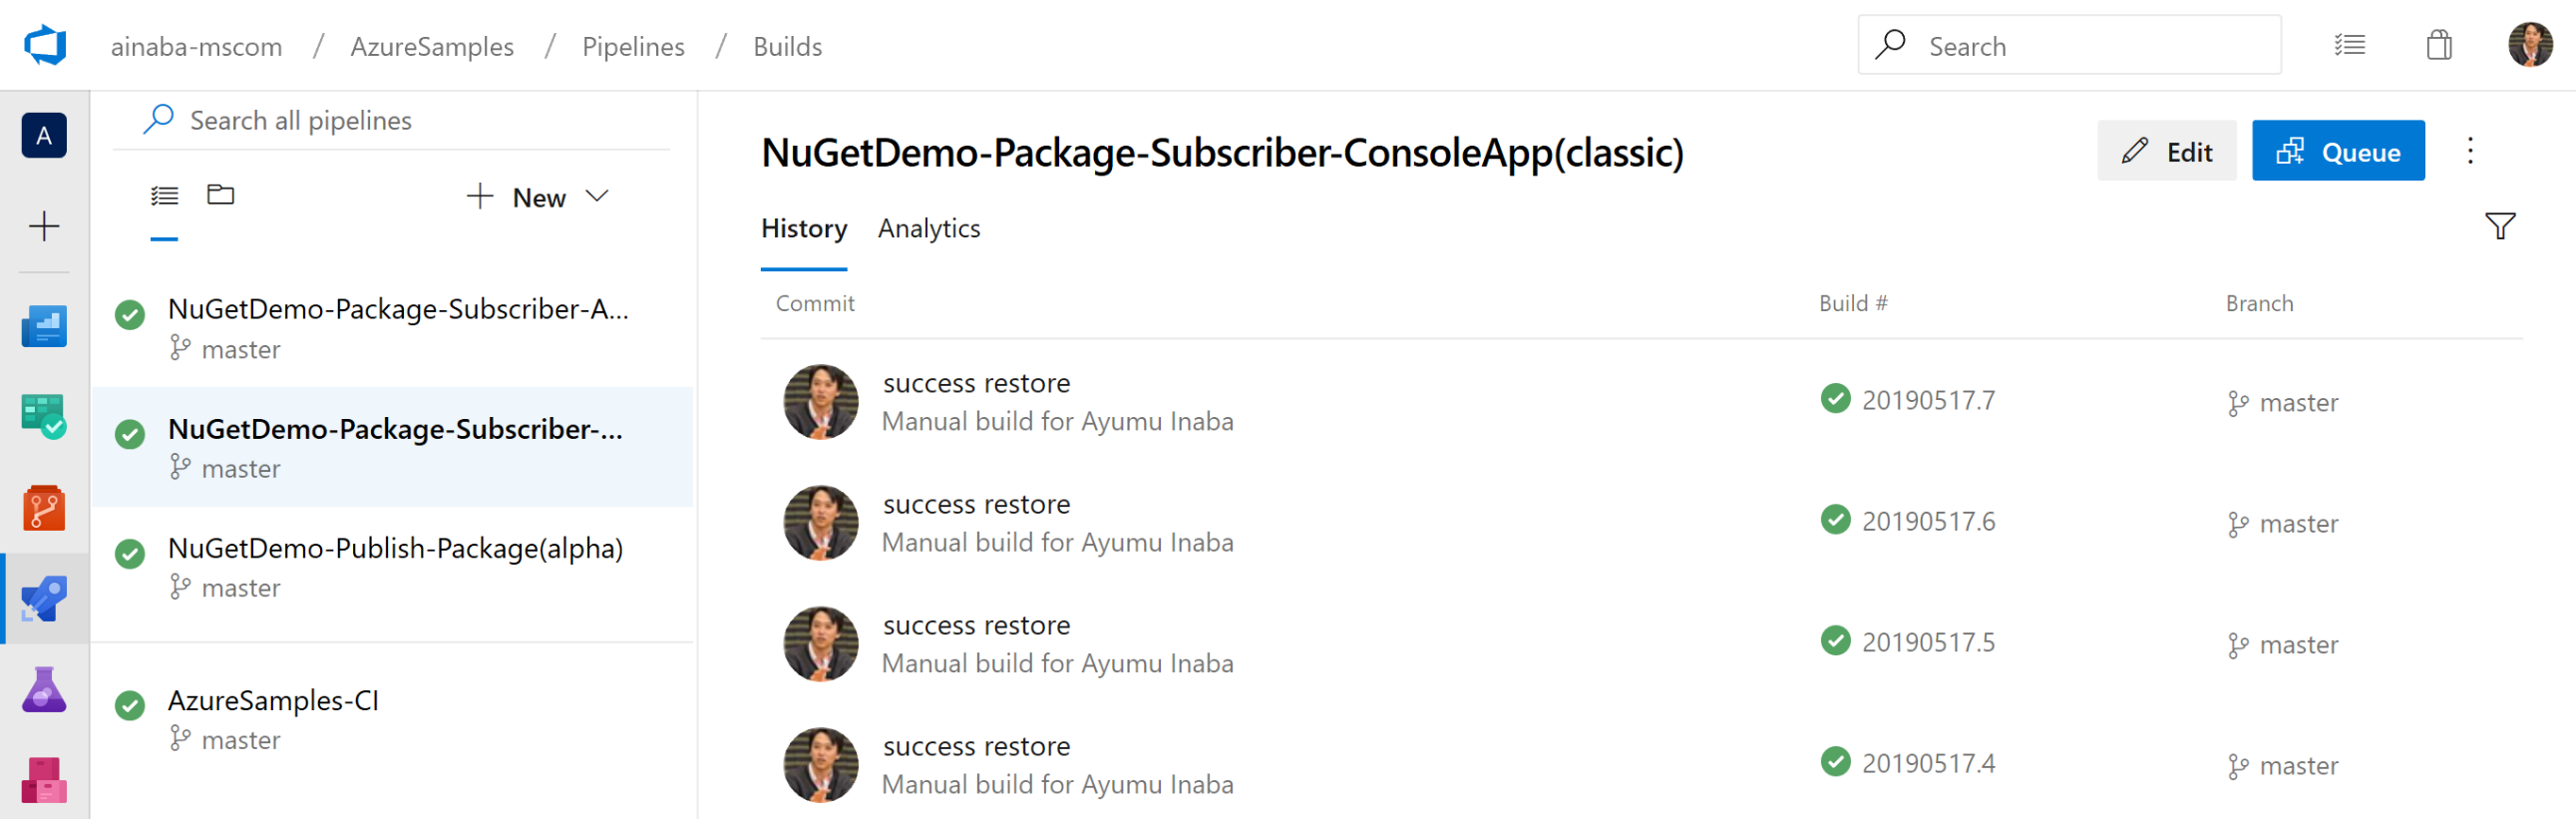 ainaba-mscom / AzureSamples / Pipelines / Builds
Search
A
Search all pipelines
New
NuGetDemo-Package-Subscriber-A...
master
NuGetDemo-Package-Subscriber-...
master
NuGetDemo-Publish-Package(alpha)
master
AzureSamples-CI
master
NuGetDemo-Package-Subscriber-ConsoleApp(classic)
Edit
Queue
History Analytics
Commit Build # Branch
success restore
Manual build for Ayumu Inaba
20190517.7 master
success restore
Manual build for Ayumu Inaba
20190517.6 master
success restore
Manual build for Ayumu Inaba
20190517.5 master
success restore
Manual build for Ayumu Inaba
20190517.4 master